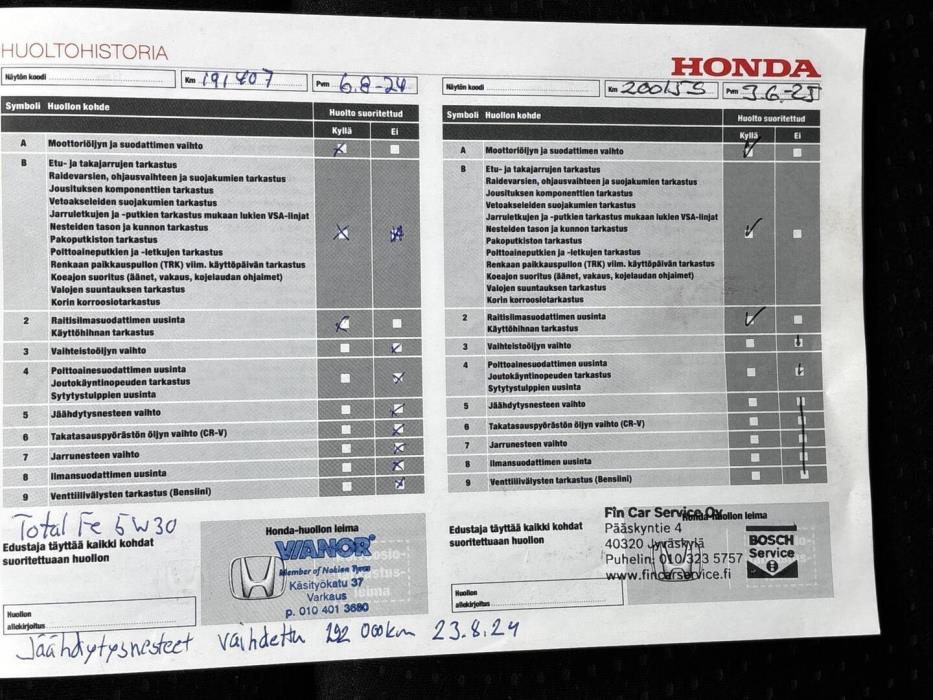 HUOLTOHISTORIA
HONDA
Näytön koodi
Km 191407
Pvm 6.8-24
Symboli Huollon kohde Huolto suoritettud
Kyllä Ei
A Moottoriöljyn ja suodattimen vaihto
B Etu- ja takajarrujen tarkastus
Raidevarsien, ohjausvaihteen ja suojakumien tarkastus
Jousituksen komponenttien tarkastus
Vetoakseleiden suojakumien tarkastus
Jarruletkujen ja -putkien tarkastus mukaan lukien VSA-linjat
Nesteiden tason ja kunnon tarkastus
Pakoputkiston tarkastus
Polttoaineputkien ja -letkujen tarkastus
Renkaan paikkauspullon (TRK) viim. käyttöpäivän tarkastus
Koeajon suoritus (äänet, vakaus, kojelaudan ohjaimet)
Valojen suuntauksen tarkastus
Korin korroosiotarkastus
2 Raitisilmasuodattimen uusinta
Käyttöhihnan tarkastus
3 Vaihteistoöljyn vaihto
4 Polttoainesuodattimen uusinta
Joutokäyntinopeuden tarkastus
Sytytystulppien uusinta
5 Jäähdytysnesteen vaihto
6 Takatasauspyörästön öljyn vaihto (CR-V)
7 Jarrunesteen vaihto
8 Ilmansuodattimen uusinta
9 Venttiilivälysten tarkastus (Bensiini)
Total Fe 5W30
Edustaja täyttää kaikki kohdat
suoritettuaan huollon
Honda-huollon leima
WIANOR
Member of Nokian Tyres
Käsityökatu 37
Varkaus
p. 010 401 3680
Huollon
allekirjoitus
Näytön koodi
Km 200155
Pvm 3.6.-25
Symboli Huollon kohde Huolto suoritettud
Kyllä Ei
A Moottoriöljyn ja suodattimen vaihto
B Etu- ja takajarrujen tarkastus
Raidevarsien, ohjausvaihteen ja suojakumien tarkastus
Jousituksen komponenttien tarkastus
Vetoakseleiden suojakumien tarkastus
Jarruletkujen ja -putkien tarkastus mukaan lukien VSA-linjat
Nesteiden tason ja kunnon tarkastus
Pakoputkiston tarkastus
Polttoaineputkien ja -letkujen tarkastus
Renkaan paikkauspullon (TRK) viim. käyttöpäivän tarkastus
Koeajon suoritus (äänet, vakaus, kojelaudan ohjaimet)
Valojen suuntauksen tarkastus
Korin korroosiotarkastus
2 Raitisilmasuodattimen uusinta
Käyttöhihnan tarkastus
3 Vaihteistoöljyn vaihto
4 Polttoainesuodattimen uusinta
Joutokäyntinopeuden tarkastus
Sytytystulppien uusinta
5 Jäähdytysnesteen vaihto
6 Takatasauspyörästön öljyn vaihto (CR-V)
7 Jarrunesteen vaihto
8 Ilmansuodattimen uusinta
9 Venttiilivälysten tarkastus (Bensiini)
Edustaja täyttää kaikki kohdat
suoritettuaan huollon
Honda-huollon leima
Fin Car Service Oy
Pääskyntie 4
40320 Jyväskylä
Puhelin: 010/323 5757
www.fincarservice.fi
BOSCH
Service
Huollon
allekirjoitus
Jäähdytysnesteet vaihdettu 192 000km 23.8.24